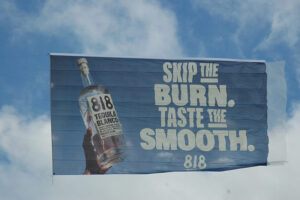 SKIP THE
BURN.
TASTE THE
SMOOTH.
818
818
TEQUILA
BLANCO